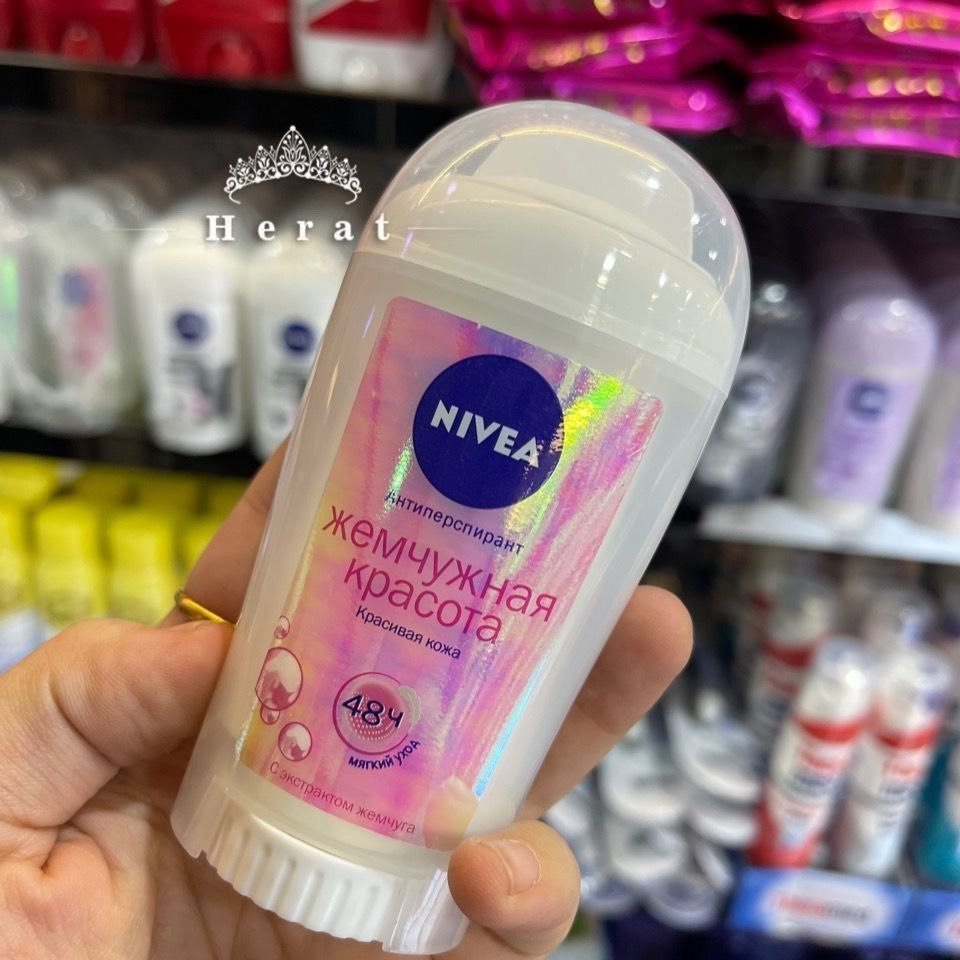 Herat
NIVEA
Антиперспирант
жемчужная
красота
Красивая кожа
48ч
мягкий уход
С экстрактом жемчуга